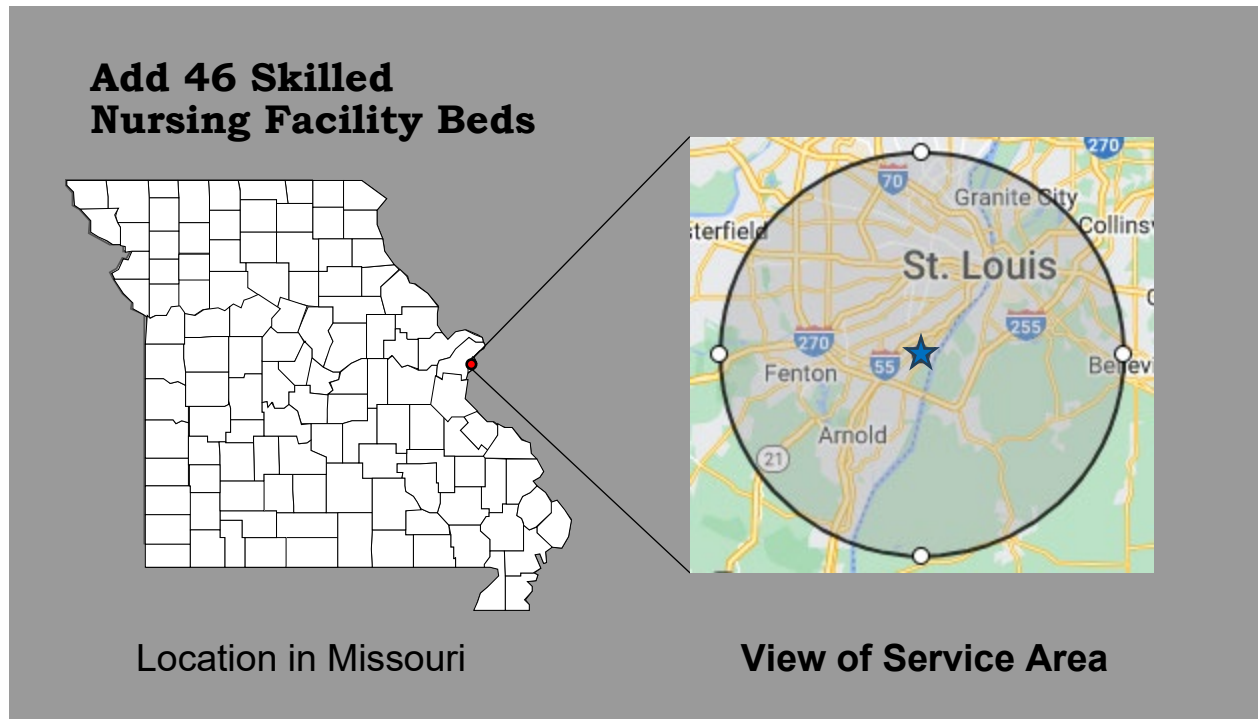 Add 46 Skilled
Nursing Facility Beds
270
70
Granite City
sterfield
Collins
St. Louis
255
270
55
Fenton
Bellevi
Arnold
21
Location in Missouri
View of Service Area